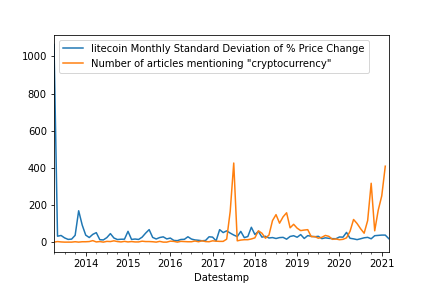 litecoin Monthly Standard Deviation of % Price Change
Number of articles mentioning "cryptocurrency"
1000
800
600
400
200
0
2014 2015 2016 2017 2018 2019 2020 2021
Datestamp